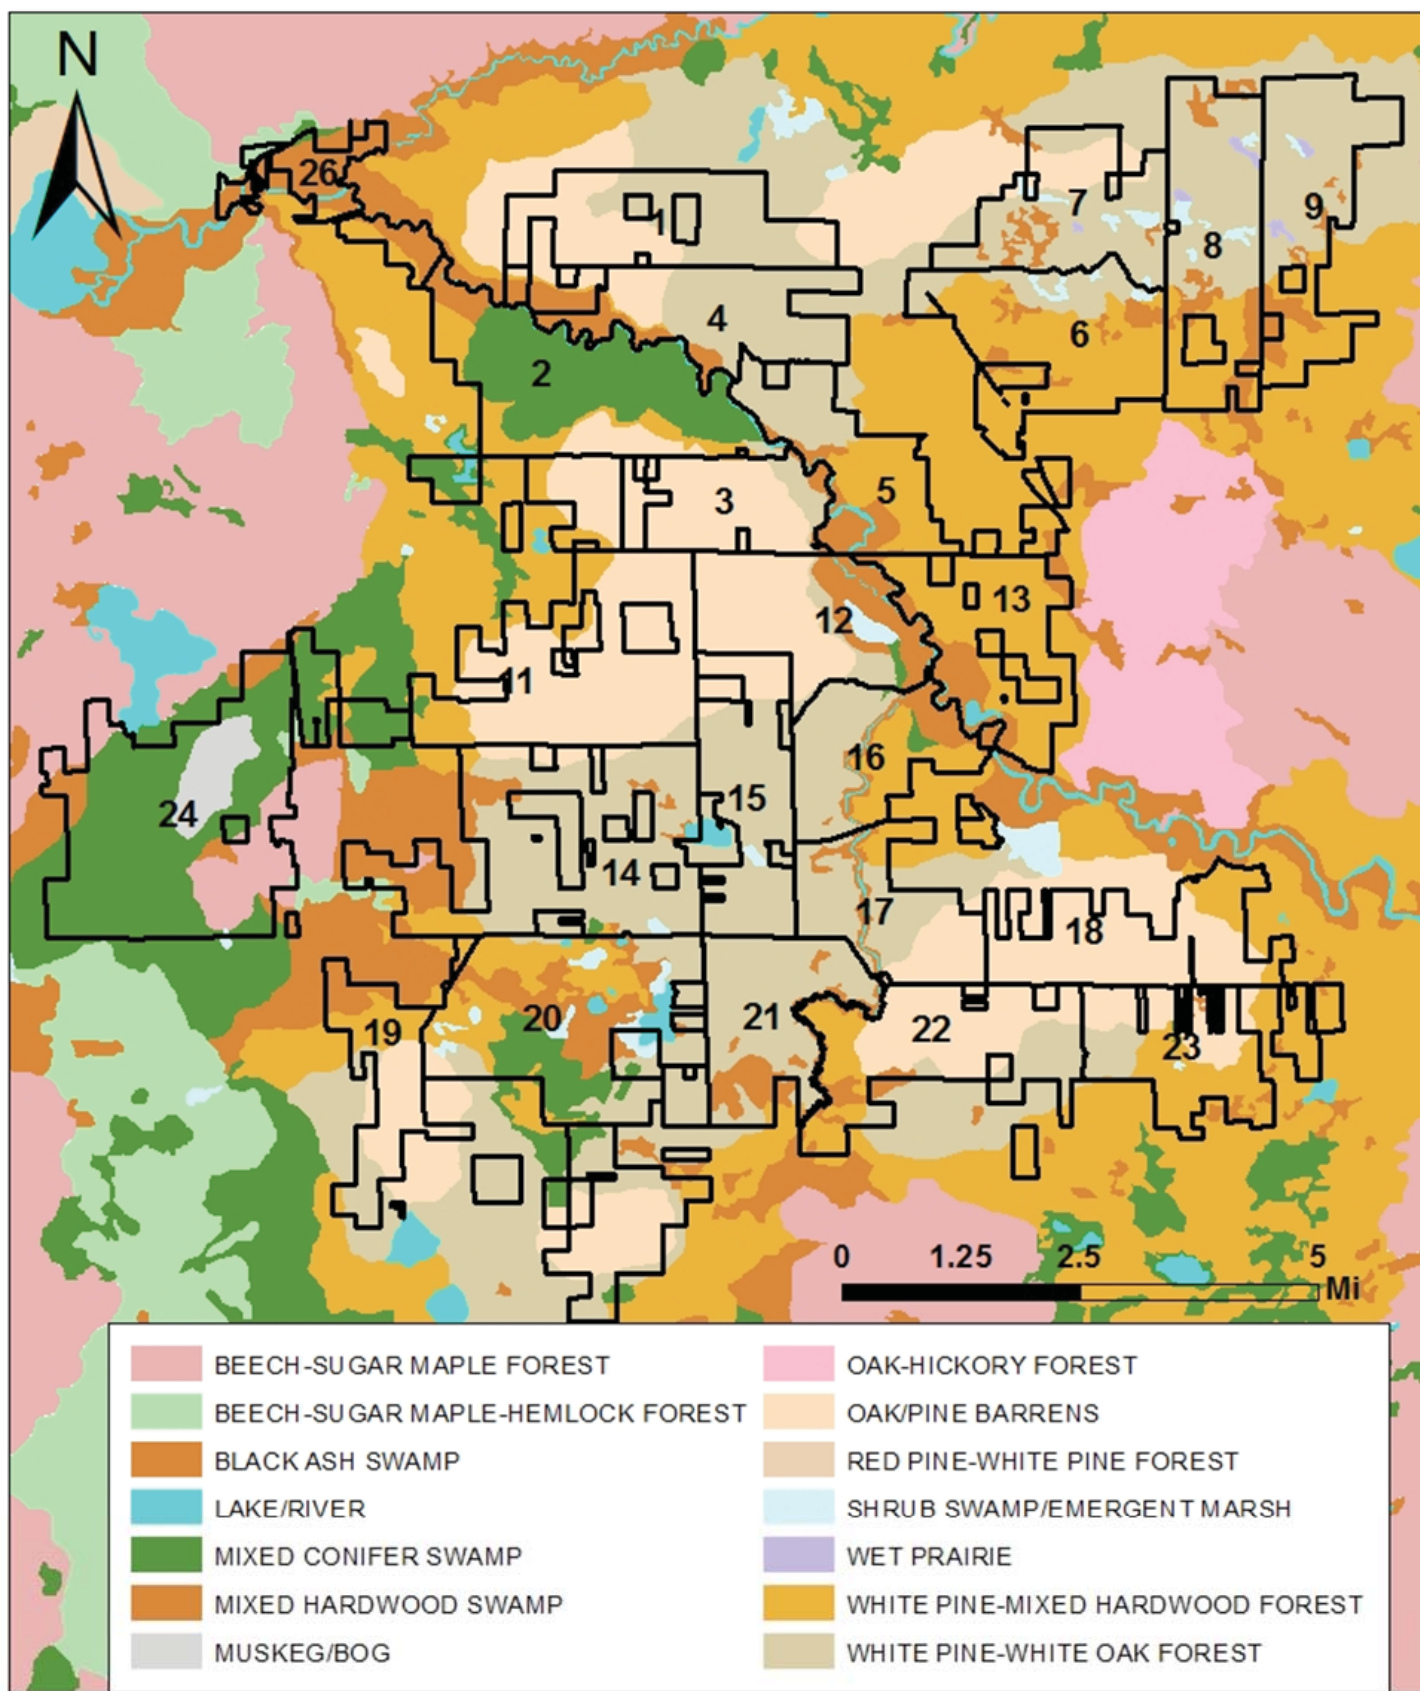 N
26
1
7
9
8
4
6
2
3
5
12
13
11
16
15
24
14
17
18
20
21
22
19
23
0 1.25 2.5 5
Mi
BEECH-SUGAR MAPLE FOREST
BEECH-SUGAR MAPLE-HEMLOCK FOREST
BLACK ASH SWAMP
LAKE/RIVER
MIXED CONIFER SWAMP
MIXED HARDWOOD SWAMP
MUSKEG/BOG
OAK-HICKORY FOREST
OAK/PINE BARRENS
RED PINE-WHITE PINE FOREST
SHRUB SWAMP/EMERGENT MARSH
WET PRAIRIE
WHITE PINE-MIXED HARDWOOD FOREST
WHITE PINE-WHITE OAK FOREST